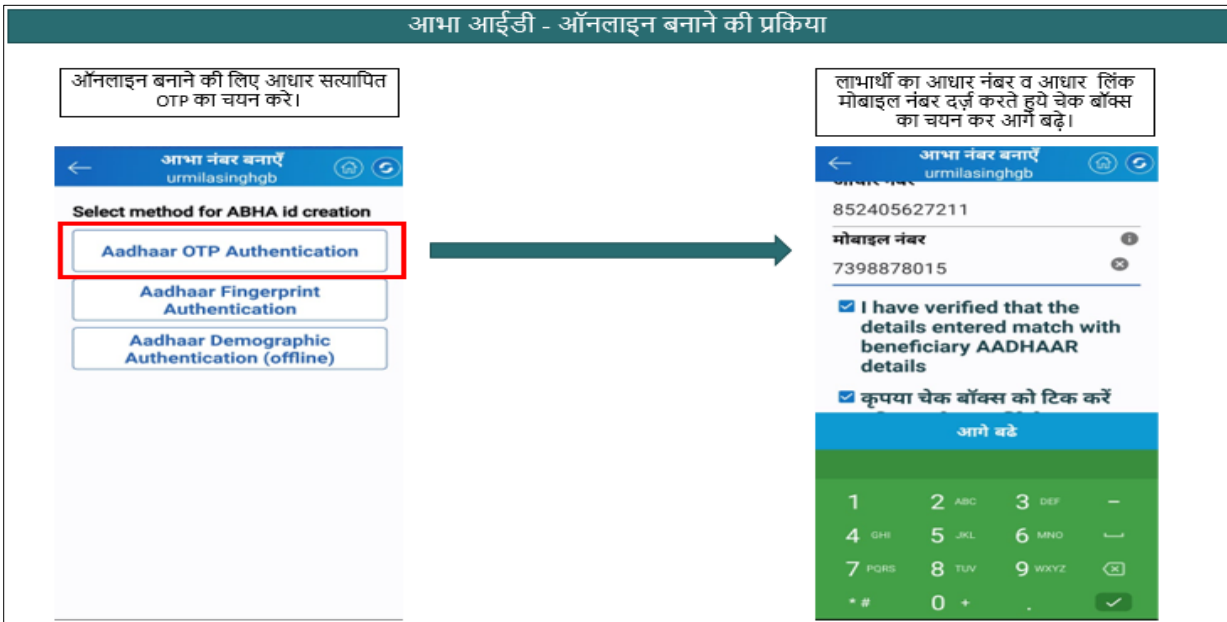 आभा आईडी - ऑनलाइन बनाने की प्रकिया
ऑनलाइन बनाने की लिए आधार सत्यापित
OTP का चयन करे।
आभा नंबर बनाएँ
urmilasinghgb
Select method for ABHA id creation
Aadhaar OTP Authentication
Aadhaar Fingerprint
Authentication
Aadhaar Demographic
Authentication (offline)
लाभार्थी का आधार नंबर व आधार लिंक
मोबाइल नंबर दर्ज़ करते हुये चेक बॉक्स
का चयन कर आगे बढ़े।
आभा नंबर बनाएँ
urmilasinghgb
852405627211
मोबाइल नंबर
7398878015
I have verified that the
details entered match with
beneficiary AADHAAR
details
कृपया चेक बॉक्स को टिक करें
आगे बढे
1 2 ABC 3 DEF -
4 GHI 5 JKL 6 MNO
7 PQRS 8 TUV 9 WXYZ
* # 0 + .